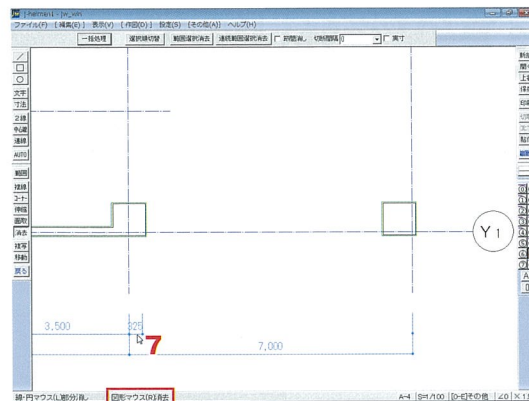 ファイル(F) [編集(E)] 表示(V) [作図(D)] 設定(S) [その他(A)] ヘルプ(H)
一括処理 選択順切替 範囲選択消去 連続範囲選択消去 節間消し 切断間隔 実寸
文字
寸法
2線
中心線
連線
AUTO
範囲
複線
コーナー
伸縮
面取
消去
複写
移動
戻る
Y1
3,500
325
7
7,000
線・円マウス(L)部分消し 図形マウス(R)消去 A-4 S=1/100 [0-E]その他 ∠0